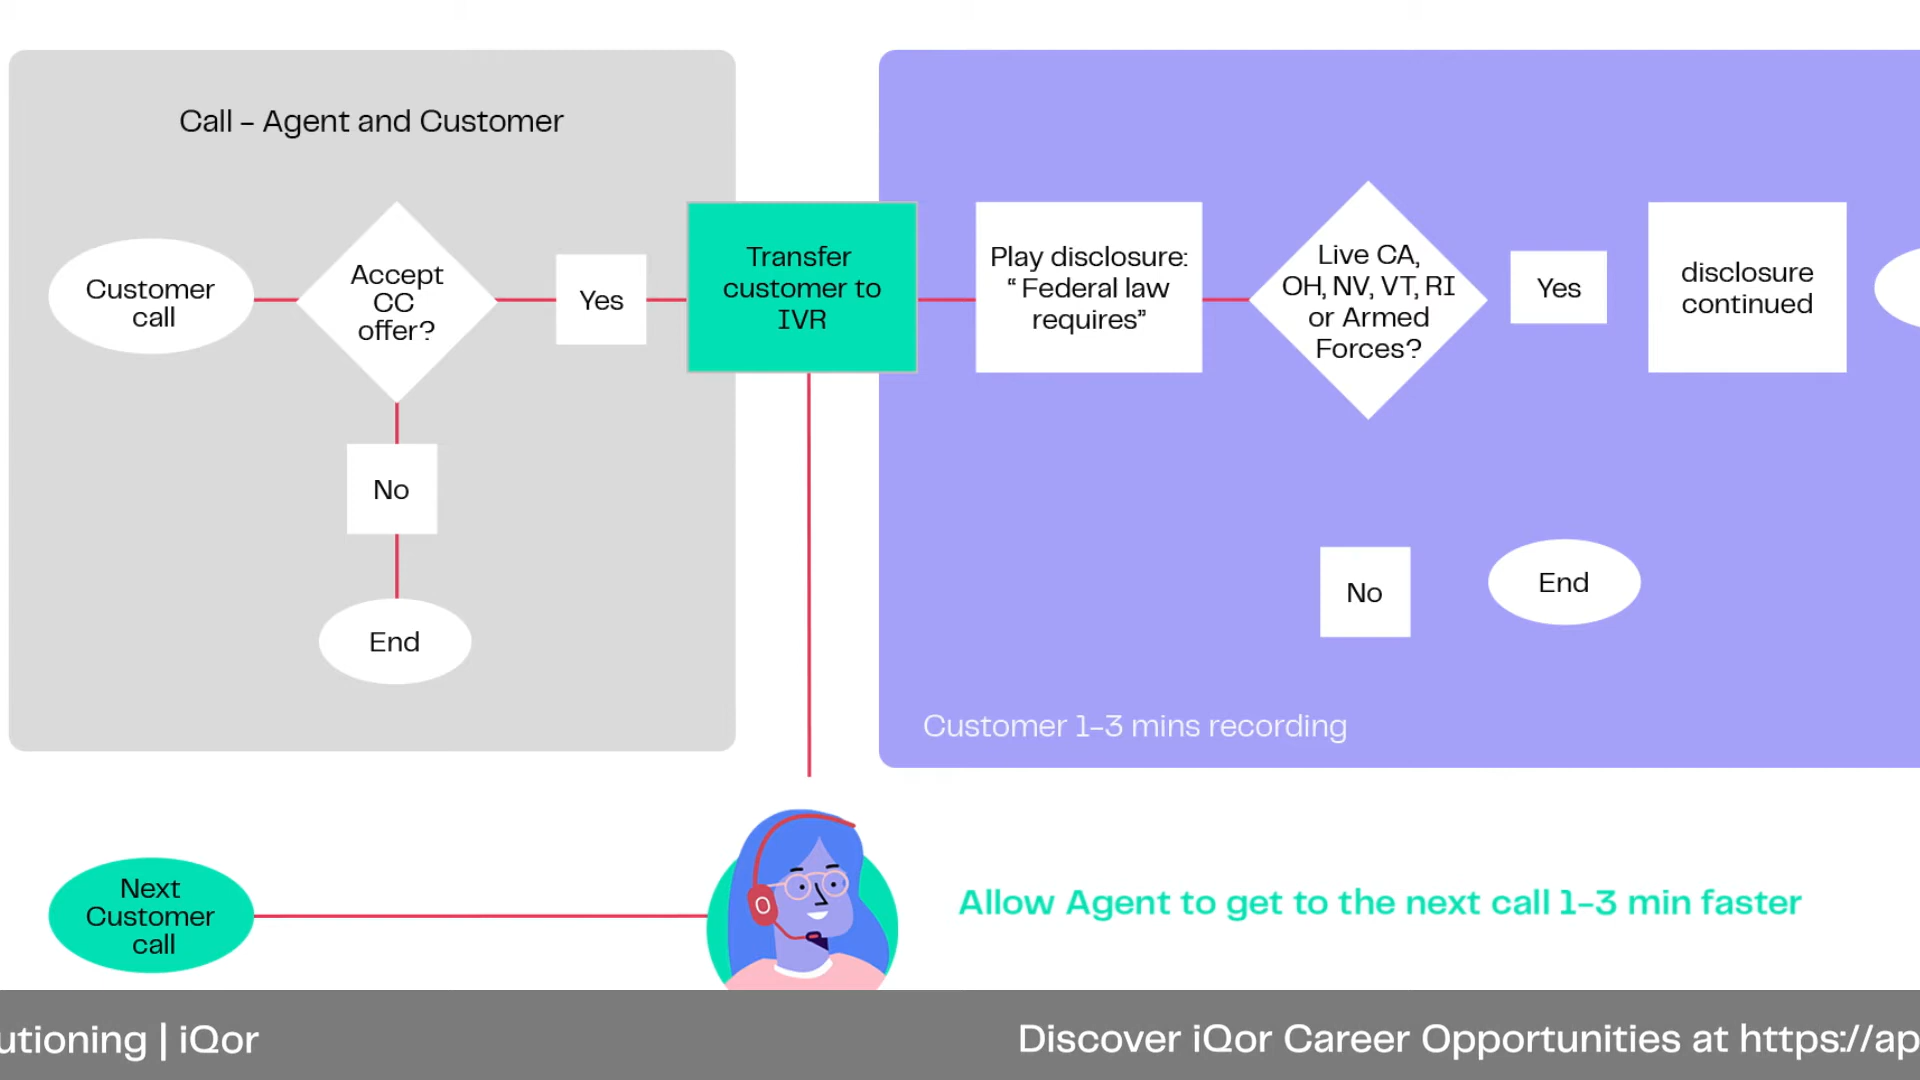 Call – Agent and Customer
Customer
call
Accept
CC
offer?
Yes
No
End
Transfer
customer to
IVR
Play disclosure:
“ Federal law
requires”
Live CA,
OH, NV, VT, RI
or Armed
Forces?
Yes
disclosure
continued
No
End
Customer 1–3 mins recording
Next
Customer
call
Allow Agent to get to the next call 1–3 min faster
utioning | iQor
Discover iQor Career Opportunities at https://ap